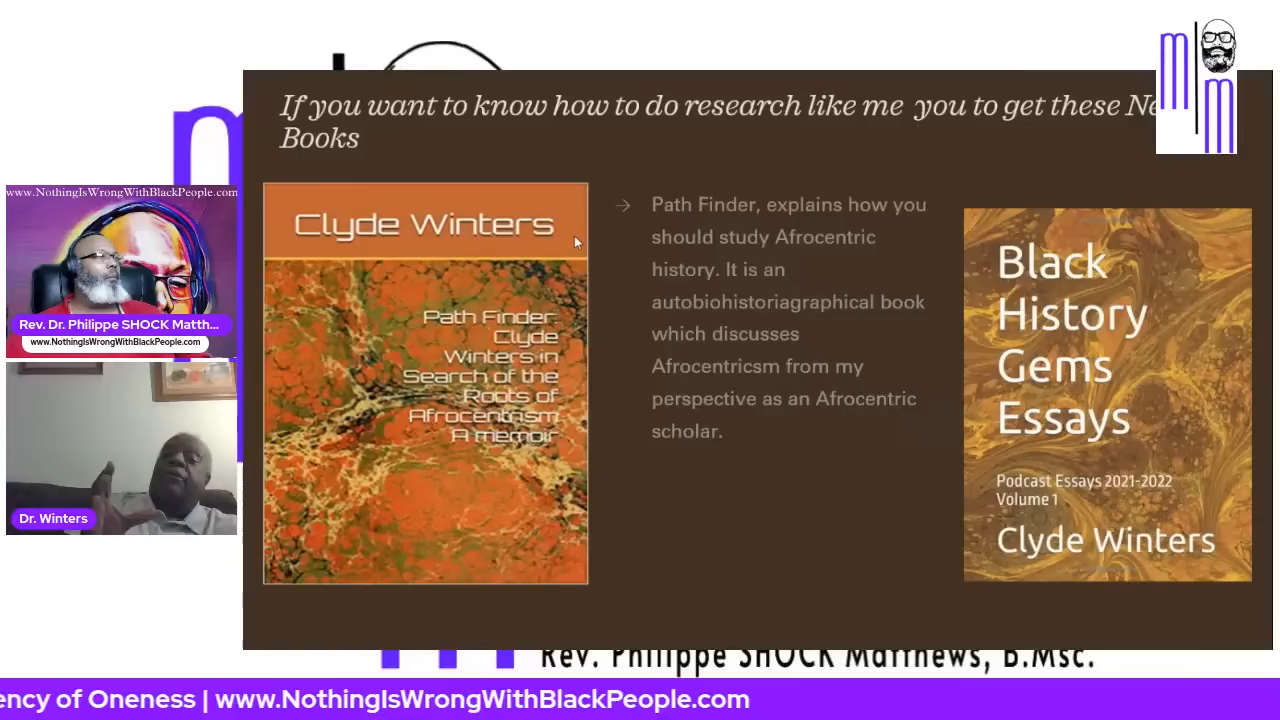 If you want to know how to do research like me you to get these Ne
Books
www.NothingIsWrongWithBlackPeople.com
Rev. Dr. Philippe SHOCK Matth...
www.NothingIsWrongWithBlackPeople.com
Dr. Winters
Clyde Winters
Path Finder:
Clyde
Winters in
Search of the
Roots of
Afrocentrism
A memoir
→ Path Finder, explains how you
should study Afrocentric
history. It is an
autobiohistoriagraphical book
which discusses
Afrocentricsm from my
perspective as an Afrocentric
scholar.
Black
History
Gems
Essays
Podcast Essays 2021-2022
Volume 1
Clyde Winters
Rev. Philippe SHOCK Matthews, B.Msc.
ency of Oneness | www.NothingIsWrongWithBlackPeople.com